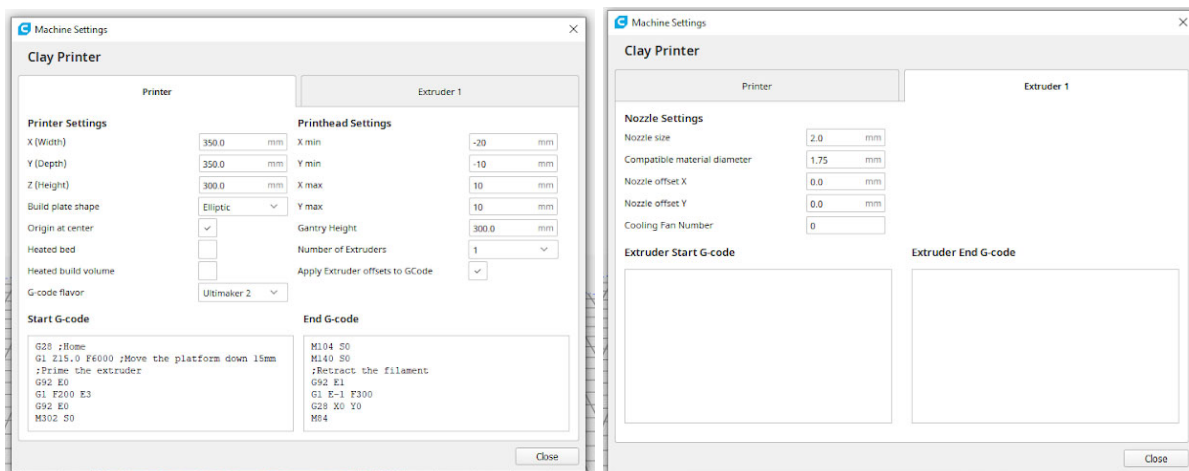 Machine Settings
Clay Printer
Printer
Extruder 1
Printer Settings
Printhead Settings
X (Width)
350.0 mm
X min
-20 mm
Y (Depth)
350.0 mm
Y min
-10 mm
Z (Height)
300.0 mm
X max
10 mm
Build plate shape
Elliptic
Y max
10 mm
Origin at center
Gantry Height
300.0 mm
Heated bed
Number of Extruders
1
Heated build volume
Apply Extruder offsets to GCode
G-code flavor
Ultimaker 2
Start G-code
G28 ;Home
G1 Z15.0 F6000 ;Move the platform down 15mm
;Prime the extruder
G92 E0
G1 F200 E3
G92 E0
M302 S0
End G-code
M104 S0
M140 S0
;Retract the filament
G92 E1
G1 E-1 F300
G28 X0 Y0
M84
Close
Machine Settings
Clay Printer
Printer
Extruder 1
Nozzle Settings
Nozzle size
2.0 mm
Compatible material diameter
1.75 mm
Nozzle offset X
0.0 mm
Nozzle offset Y
0.0 mm
Cooling Fan Number
0
Extruder Start G-code
Extruder End G-code
Close